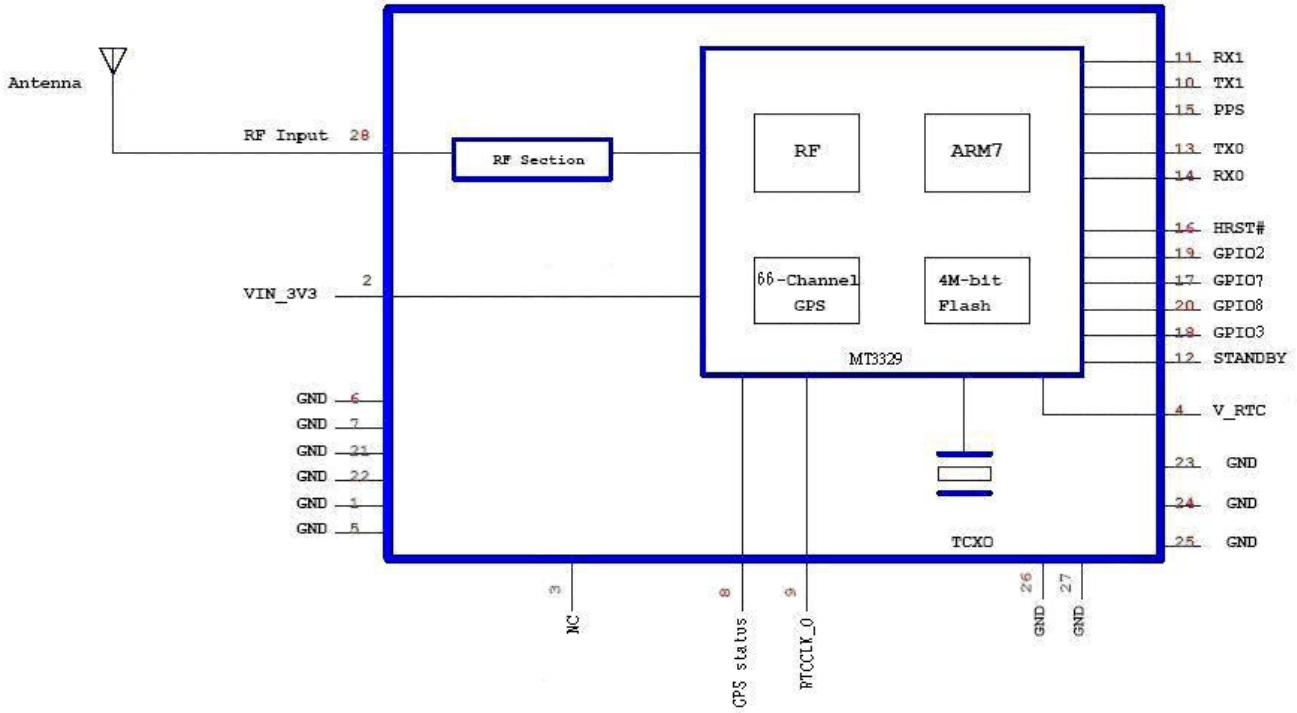 Antenna
RF Input 28
RF Section
2
VIN_3V3
GND 6
GND 7
GND 21
GND 22
GND 1
GND 5
RF
ARM7
66-Channel
GPS
4M-bit
Flash
MT3329
TCXO
11 RX1
10 TX1
15 PPS
13 TX0
14 RX0
16 HRST#
19 GPIO2
17 GPIO7
20 GPIO8
18 GPIO3
12 STANDBY
4 V_RTC
23 GND
24 GND
25 GND
3 NC
8 GPS status
9 RTCCLK_O
26 GND
27 GND